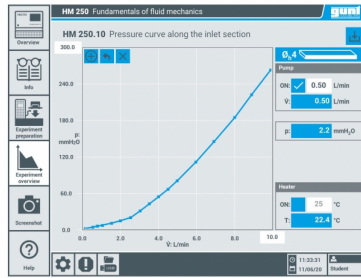 HM 250 Fundamentals of fluid mechanics
gunt
Overview
HM 250.10 Pressure curve along the inlet section
Info
Experiment
preparation
Experiment
overview
Screenshot
Help
300.0
240.0
180.0
p:
mmH₂O
120.0
60.0
0.0
0.0
2.0
4.0
6.0
8.0
10.0
V̇: L/min
Øₕ4
Pump
ON: 0.50 L/min
V̇: 0.50 L/min
p: 2.2 mmH₂O
Heater
ON: 25 °C
T: 22.4 °C
11:33:31
11/06/20
Student